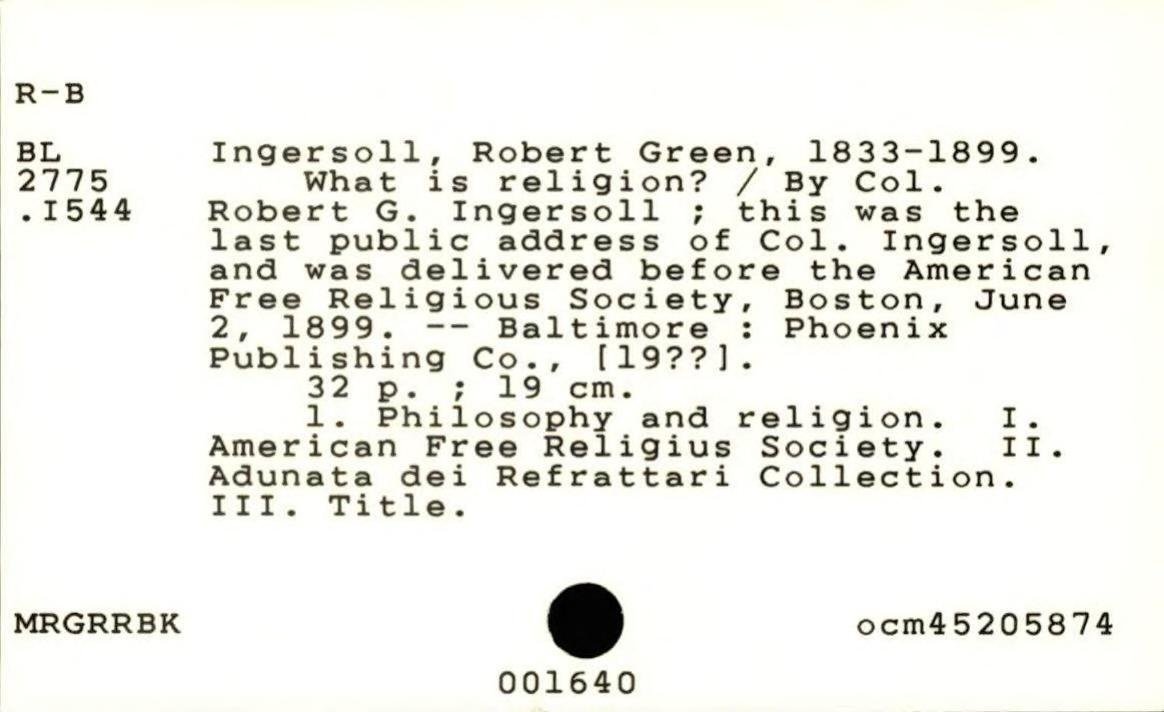 R-B
BL Ingersoll, Robert Green, 1833-1899.
2775 What is religion? / By Col.
.I544 Robert G. Ingersoll ; this was the
last public address of Col. Ingersoll,
and was delivered before the American
Free Religious Society, Boston, June
2, 1899. -- Baltimore : Phoenix
Publishing Co., [19??].
32 p. ; 19 cm.
1. Philosophy and religion. I.
American Free Religius Society. II.
Adunata dei Refrattari Collection.
III. Title.
MRGRRBK ocm45205874
001640